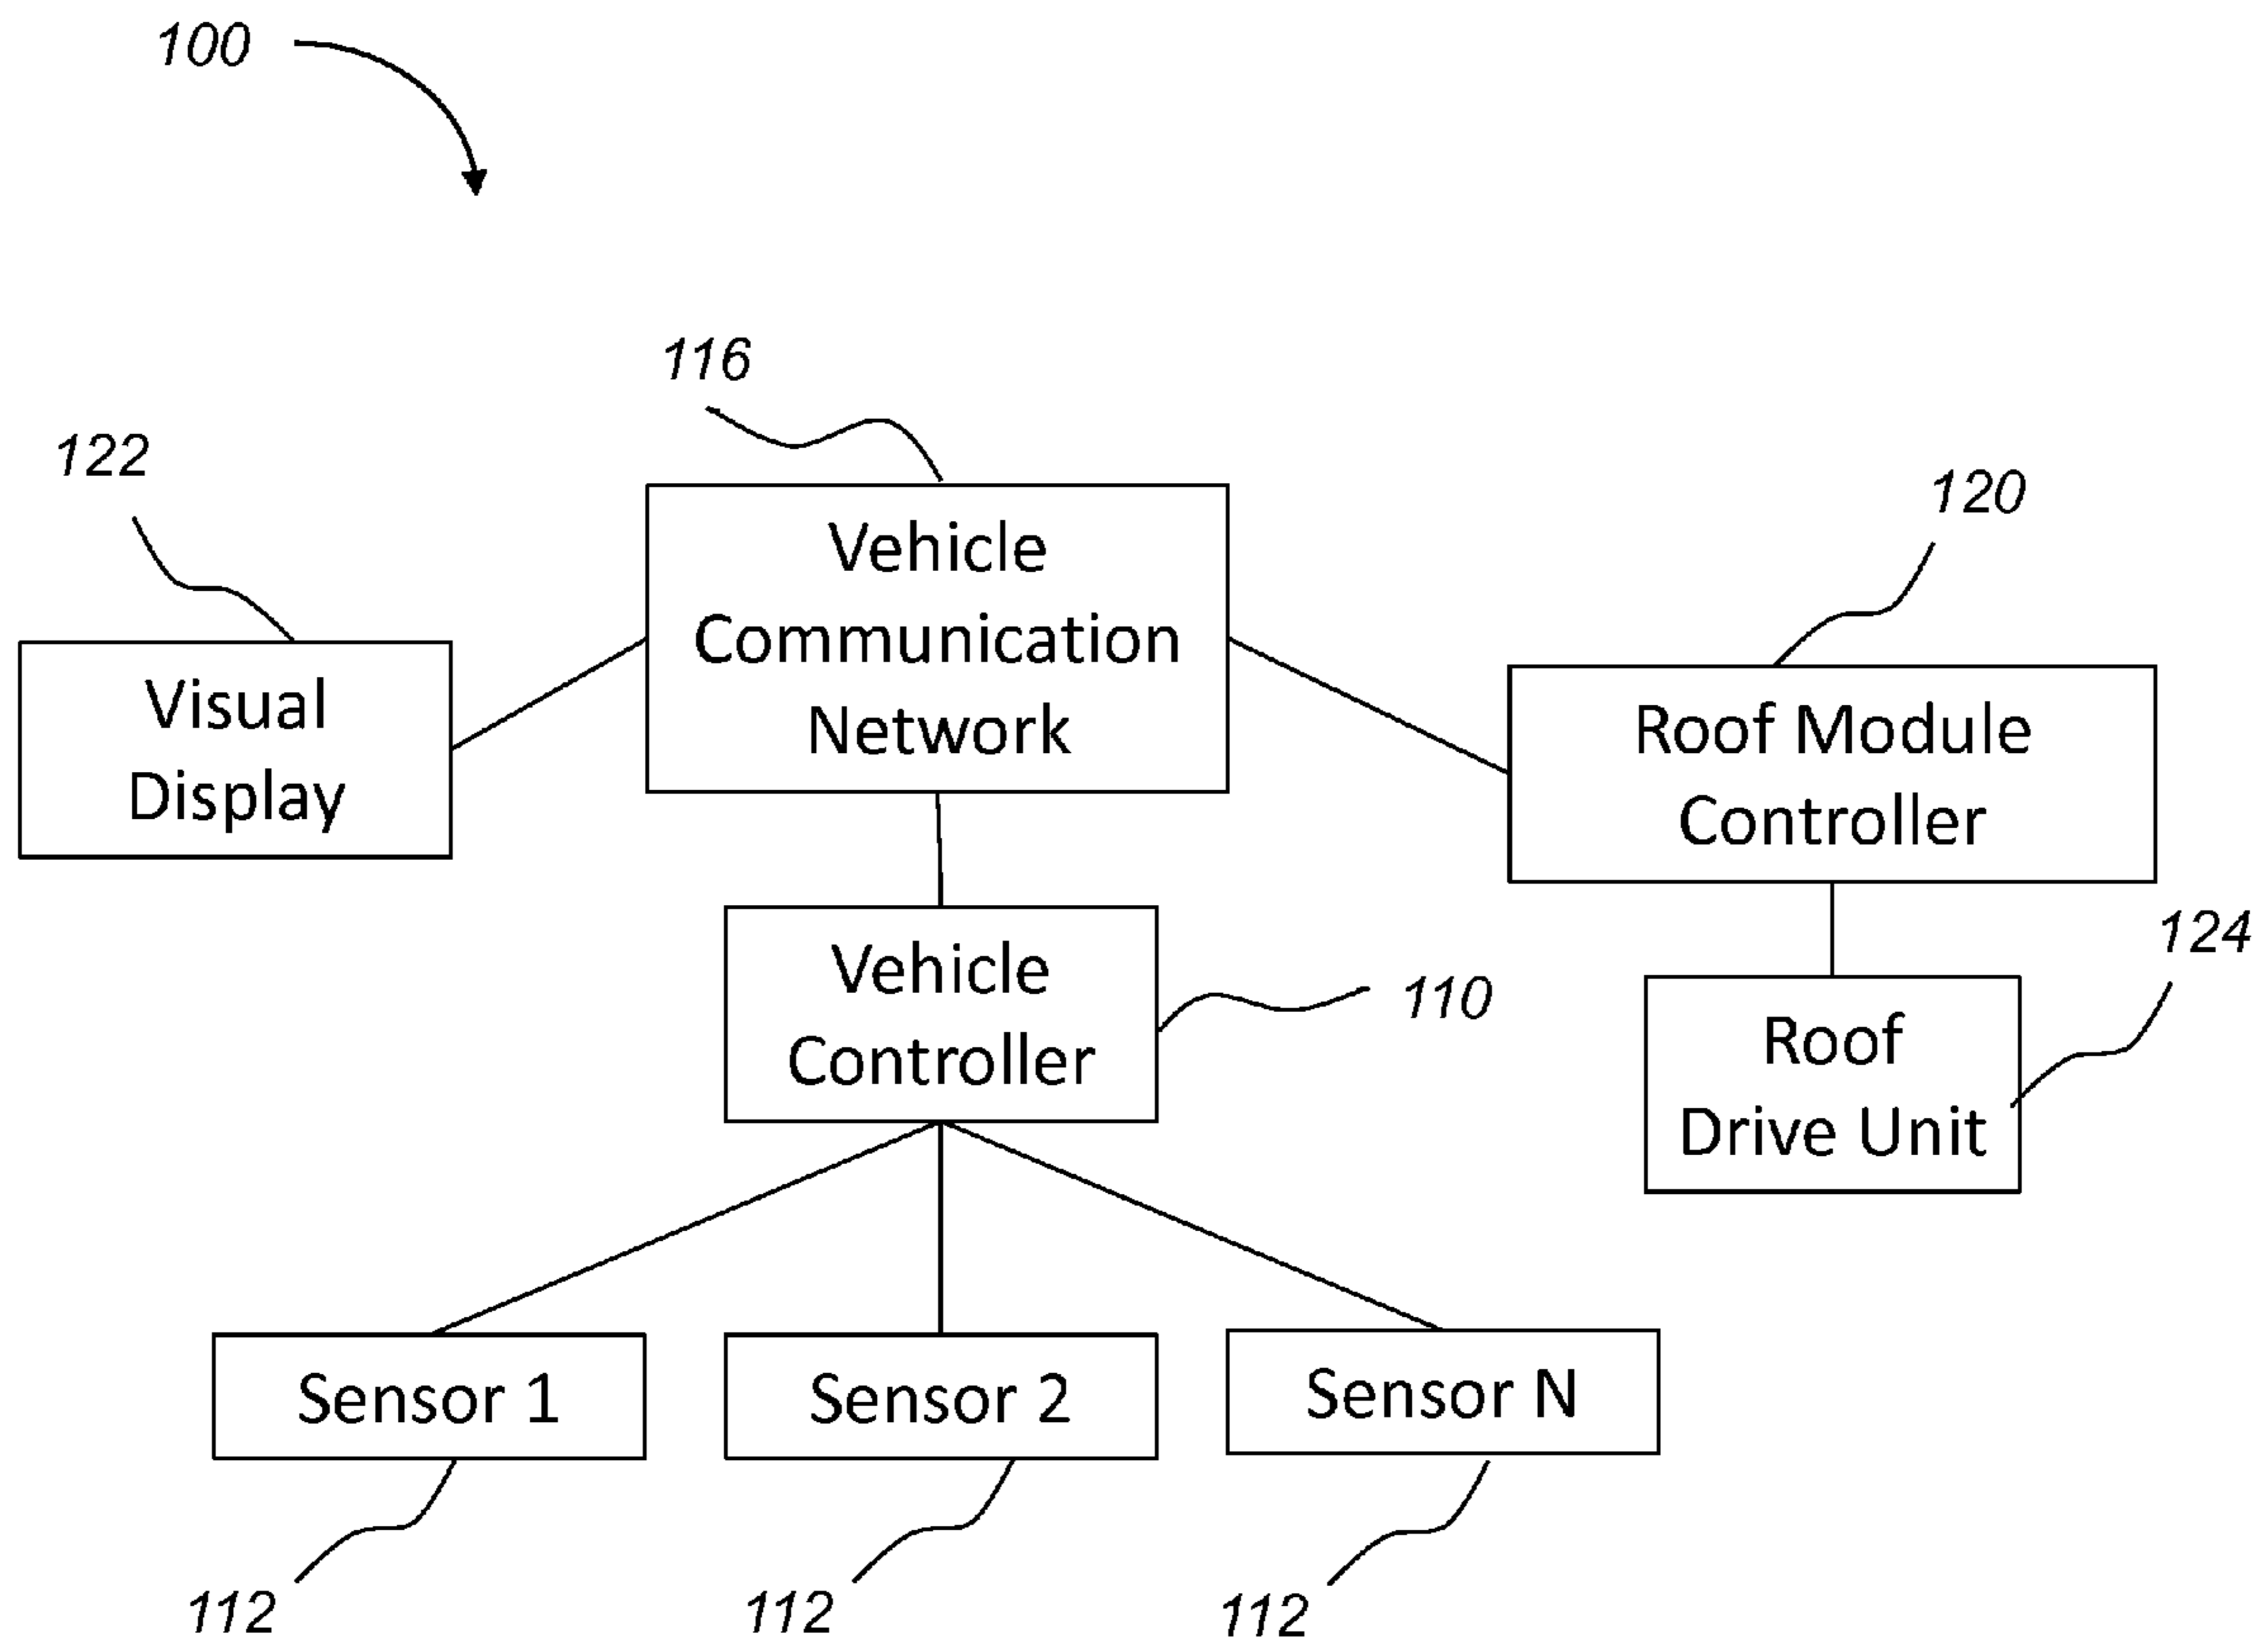 100
116
122
120
Vehicle
Communication
Network
Visual
Display
Roof Module
Controller
124
Vehicle
Controller
110
Roof
Drive Unit
Sensor 1
Sensor 2
Sensor N
112
112
112